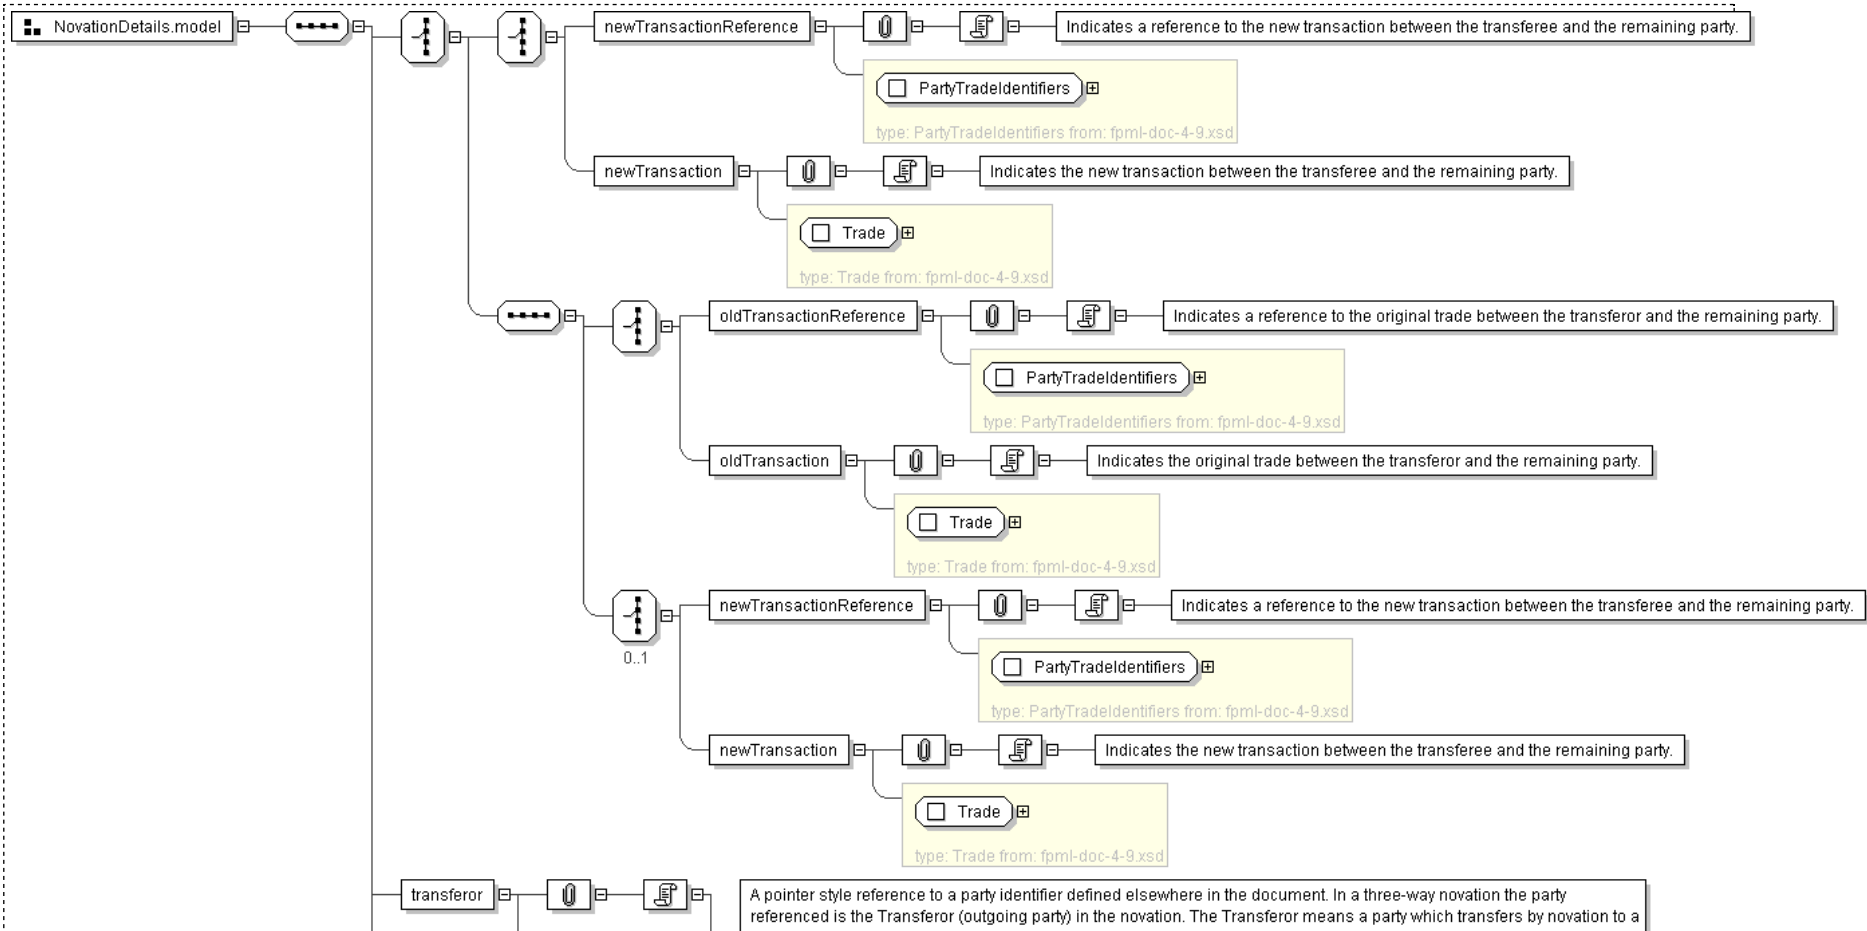 NovationDetails.model
newTransactionReference
Indicates a reference to the new transaction between the transferee and the remaining party.
PartyTradeIdentifiers
type: PartyTradeIdentifiers from: fpml-doc-4-9.xsd
newTransaction
Indicates the new transaction between the transferee and the remaining party.
Trade
type: Trade from: fpml-doc-4-9.xsd
oldTransactionReference
Indicates a reference to the original trade between the transferor and the remaining party.
PartyTradeIdentifiers
type: PartyTradeIdentifiers from: fpml-doc-4-9.xsd
oldTransaction
Indicates the original trade between the transferor and the remaining party.
Trade
type: Trade from: fpml-doc-4-9.xsd
0..1
newTransactionReference
Indicates a reference to the new transaction between the transferee and the remaining party.
PartyTradeIdentifiers
type: PartyTradeIdentifiers from: fpml-doc-4-9.xsd
newTransaction
Indicates the new transaction between the transferee and the remaining party.
Trade
type: Trade from: fpml-doc-4-9.xsd
transferor
A pointer style reference to a party identifier defined elsewhere in the document. In a three-way novation the party
referenced is the Transferor (outgoing party) in the novation. The Transferor means a party which transfers by novation to a